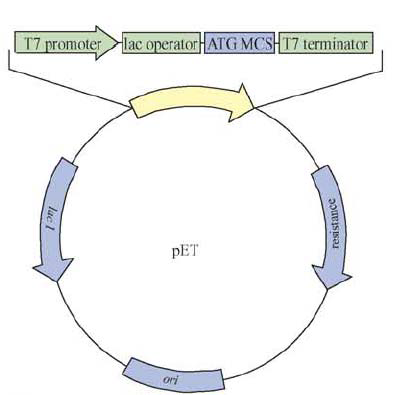 T7 promoter lac operator ATG MCS T7 terminator
lac I
resistance
pET
ori